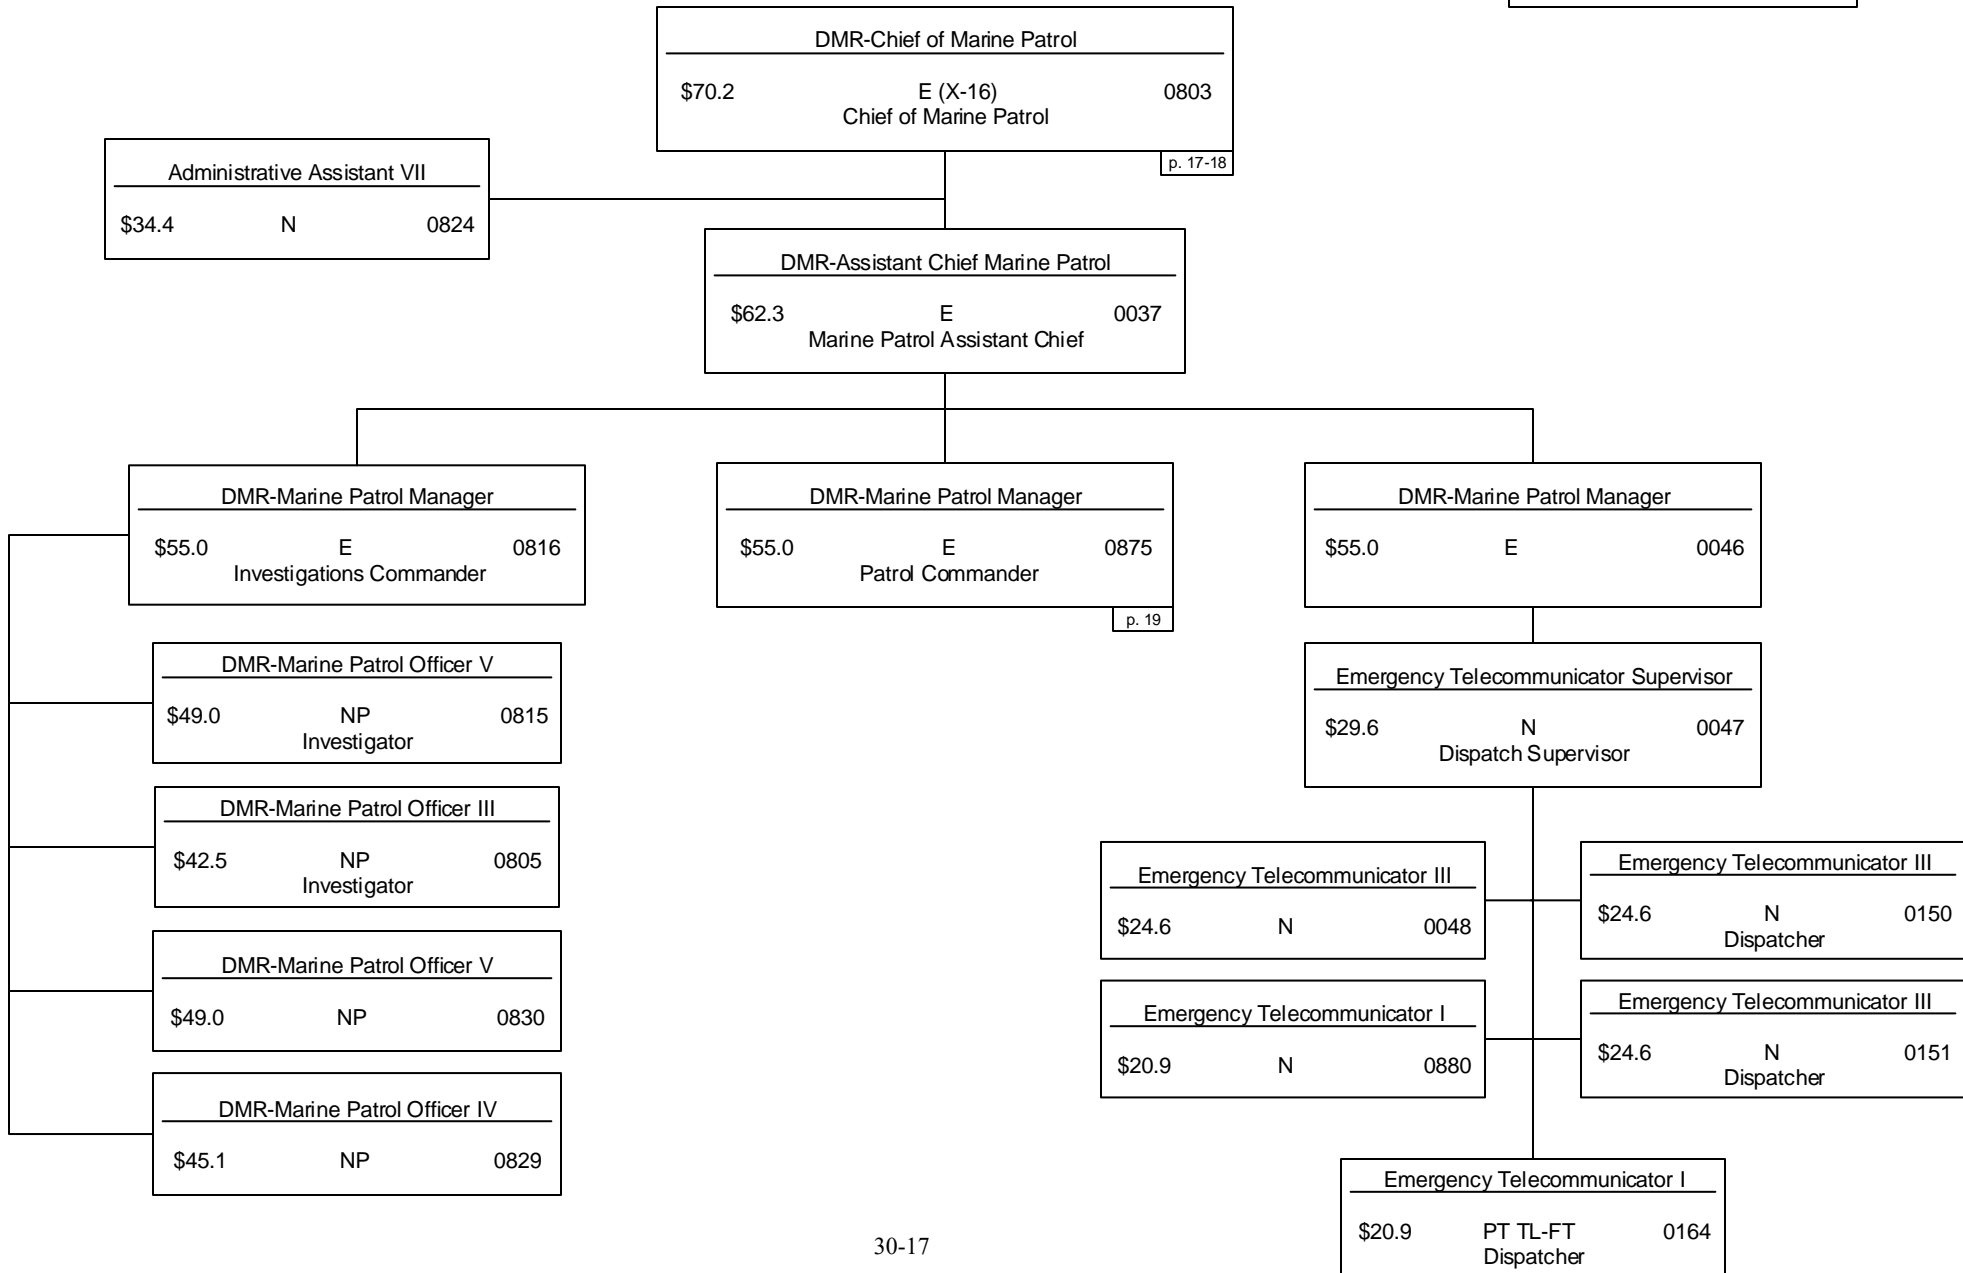 DMR-Chief of Marine Patrol
$70.2 E (X-16) 0803
Chief of Marine Patrol
p. 17-18
Administrative Assistant VII
$34.4 N 0824
DMR-Assistant Chief Marine Patrol
$62.3 E 0037
Marine Patrol Assistant Chief
DMR-Marine Patrol Manager
$55.0 E 0816
Investigations Commander
DMR-Marine Patrol Manager
$55.0 E 0875
Patrol Commander
p. 19
DMR-Marine Patrol Manager
$55.0 E 0046
DMR-Marine Patrol Officer V
$49.0 NP 0815
Investigator
DMR-Marine Patrol Officer III
$42.5 NP 0805
Investigator
DMR-Marine Patrol Officer V
$49.0 NP 0830
DMR-Marine Patrol Officer IV
$45.1 NP 0829
Emergency Telecommunicator Supervisor
$29.6 N 0047
Dispatch Supervisor
Emergency Telecommunicator III
$24.6 N 0048
Emergency Telecommunicator III
$24.6 N 0150
Dispatcher
Emergency Telecommunicator I
$20.9 N 0880
Emergency Telecommunicator III
$24.6 N 0151
Dispatcher
Emergency Telecommunicator I
$20.9 PT TL-FT 0164
Dispatcher
30-17